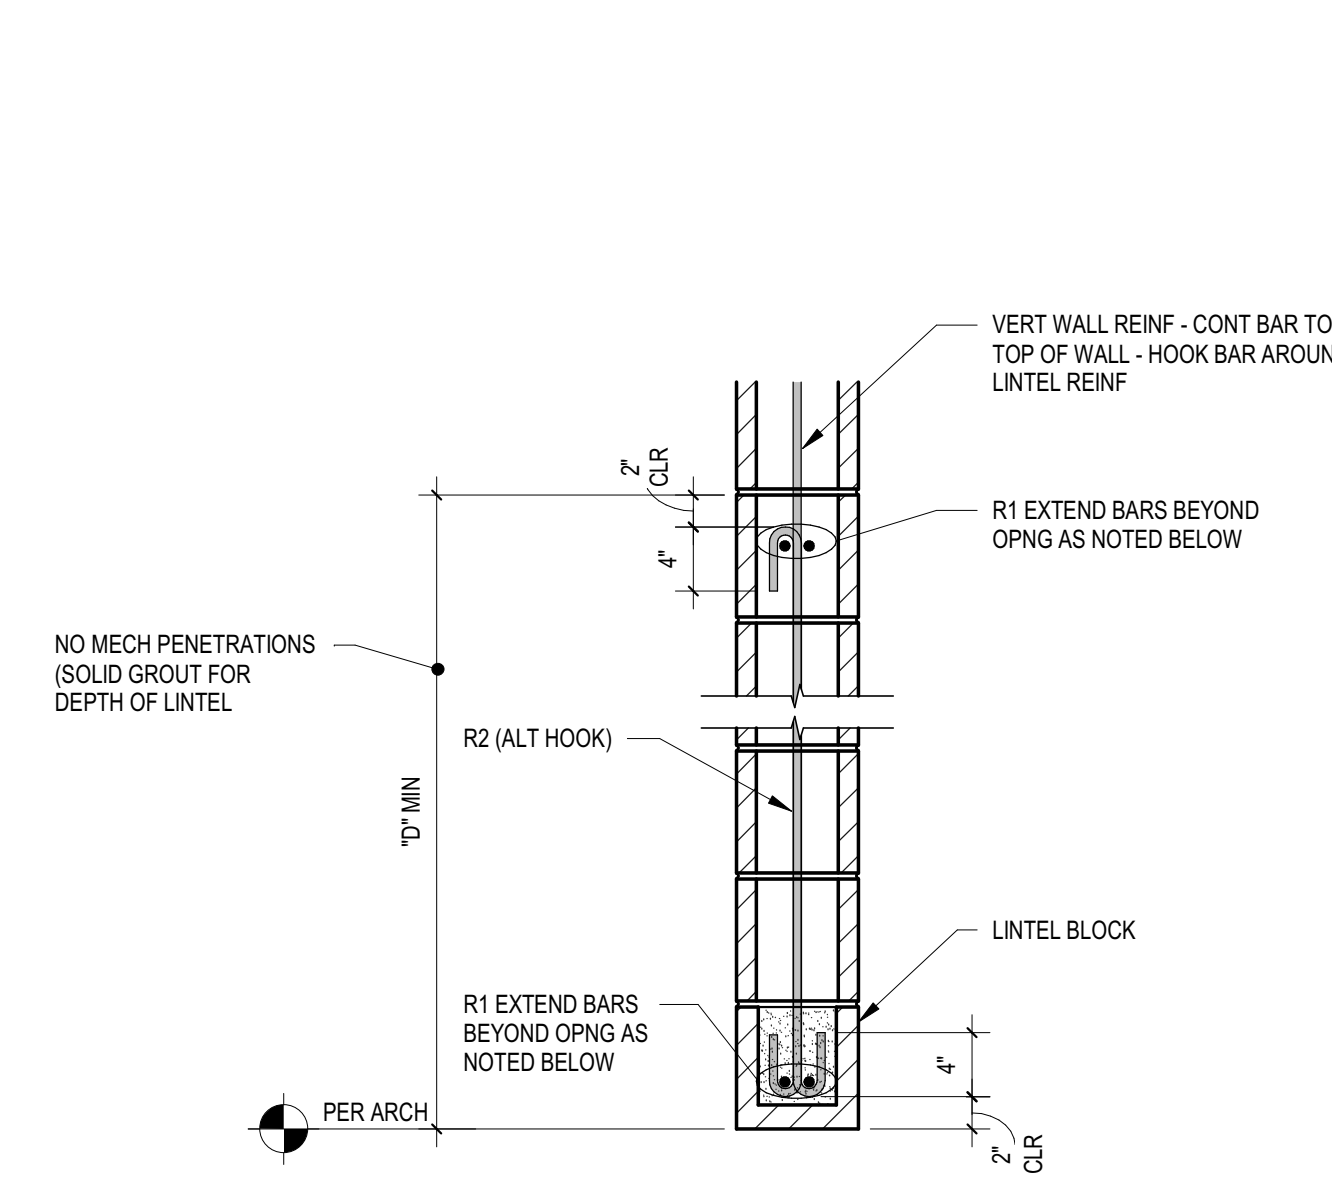 VERT WALL REINF - CONT BAR TO
TOP OF WALL - HOOK BAR AROUN
LINTEL REINF
2"
CLR
R1 EXTEND BARS BEYOND
OPNG AS NOTED BELOW
4"
NO MECH PENETRATIONS
(SOLID GROUT FOR
DEPTH OF LINTEL
R2 (ALT HOOK)
"D" MIN
LINTEL BLOCK
R1 EXTEND BARS
BEYOND OPNG AS
NOTED BELOW
4"
PER ARCH
2"
CLR